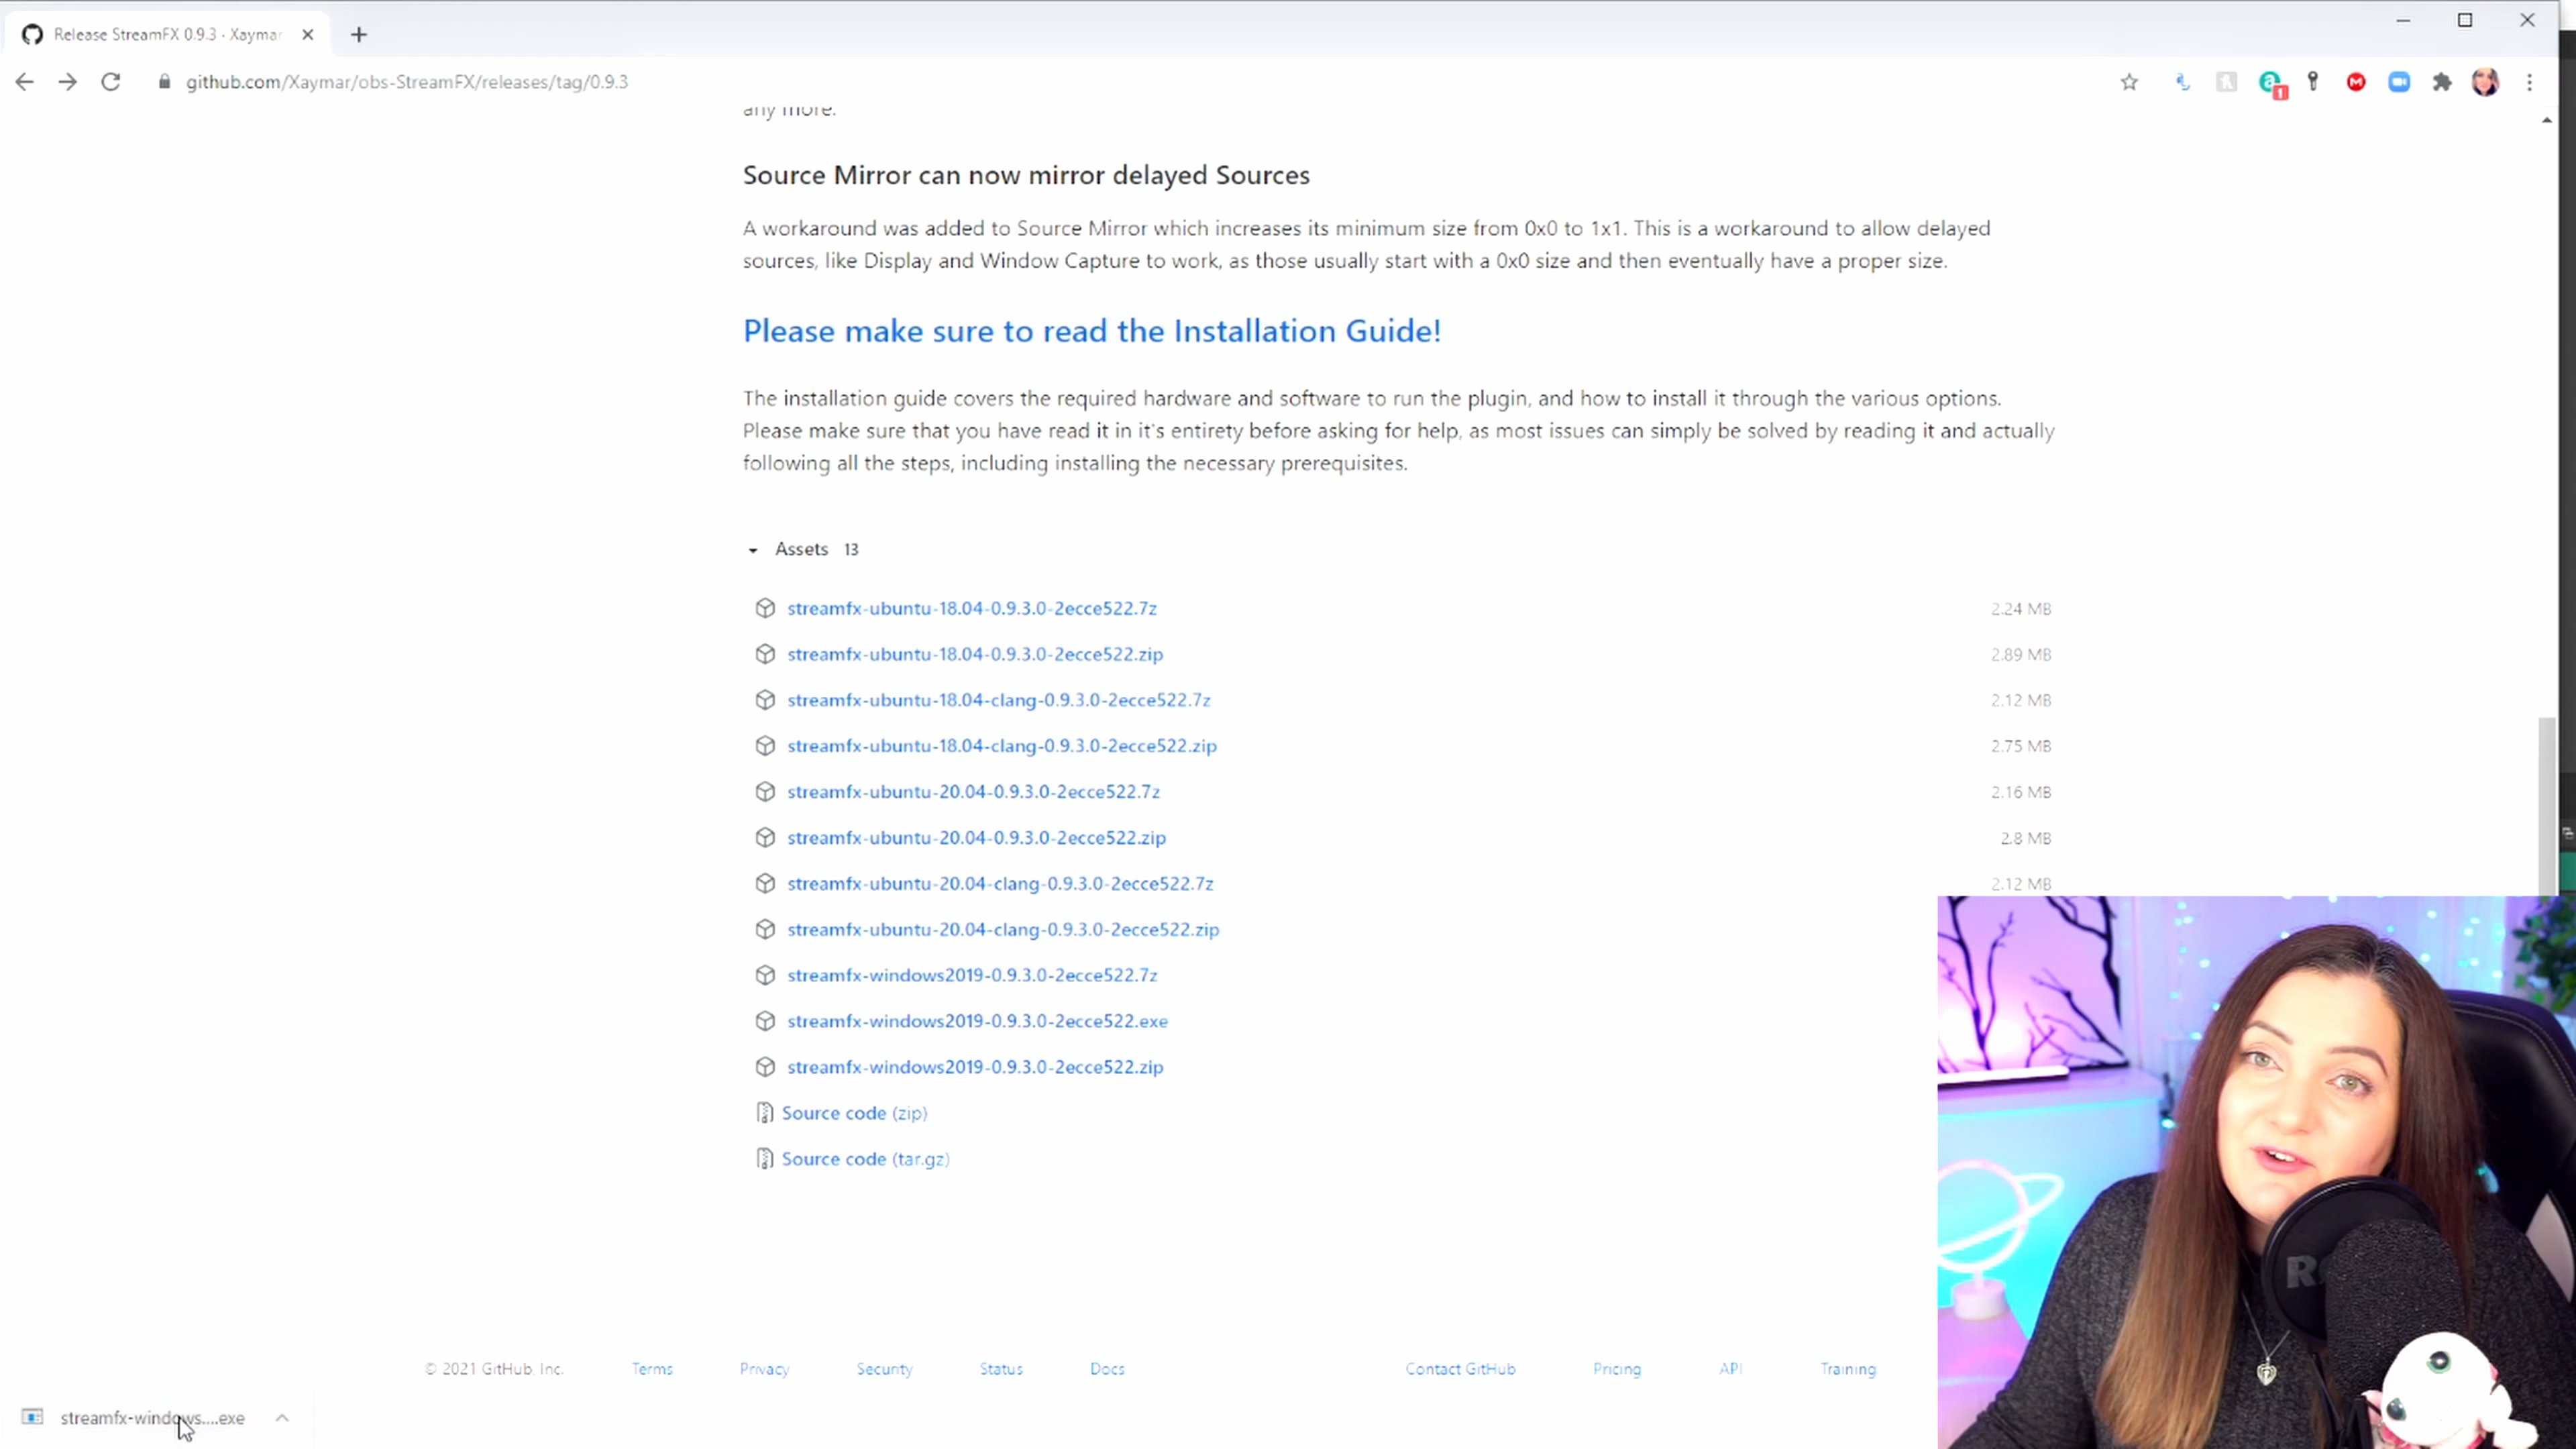 Release StreamFX 0.9.3 · Xaymar
github.com/Xaymar/obs-StreamFX/releases/tag/0.9.3
1
any more.
Source Mirror can now mirror delayed Sources
A workaround was added to Source Mirror which increases its minimum size from 0x0 to 1x1. This is a workaround to allow delayed
sources, like Display and Window Capture to work, as those usually start with a 0x0 size and then eventually have a proper size.
Please make sure to read the Installation Guide!
The installation guide covers the required hardware and software to run the plugin, and how to install it through the various options.
Please make sure that you have read it in it's entirety before asking for help, as most issues can simply be solved by reading it and actually
following all the steps, including installing the necessary prerequisites.
Assets 13
streamfx-ubuntu-18.04-0.9.3.0-2ecce522.7z 2.24 MB
streamfx-ubuntu-18.04-0.9.3.0-2ecce522.zip 2.89 MB
streamfx-ubuntu-18.04-clang-0.9.3.0-2ecce522.7z 2.12 MB
streamfx-ubuntu-18.04-clang-0.9.3.0-2ecce522.zip 2.75 MB
streamfx-ubuntu-20.04-0.9.3.0-2ecce522.7z 2.16 MB
streamfx-ubuntu-20.04-0.9.3.0-2ecce522.zip 2.8 MB
streamfx-ubuntu-20.04-clang-0.9.3.0-2ecce522.7z 2.12 MB
streamfx-ubuntu-20.04-clang-0.9.3.0-2ecce522.zip
streamfx-windows2019-0.9.3.0-2ecce522.7z
streamfx-windows2019-0.9.3.0-2ecce522.exe
streamfx-windows2019-0.9.3.0-2ecce522.zip
Source code (zip)
Source code (tar.gz)
© 2021 GitHub, Inc. Terms Privacy Security Status Docs Contact GitHub Pricing API Training
streamfx-windows....exe